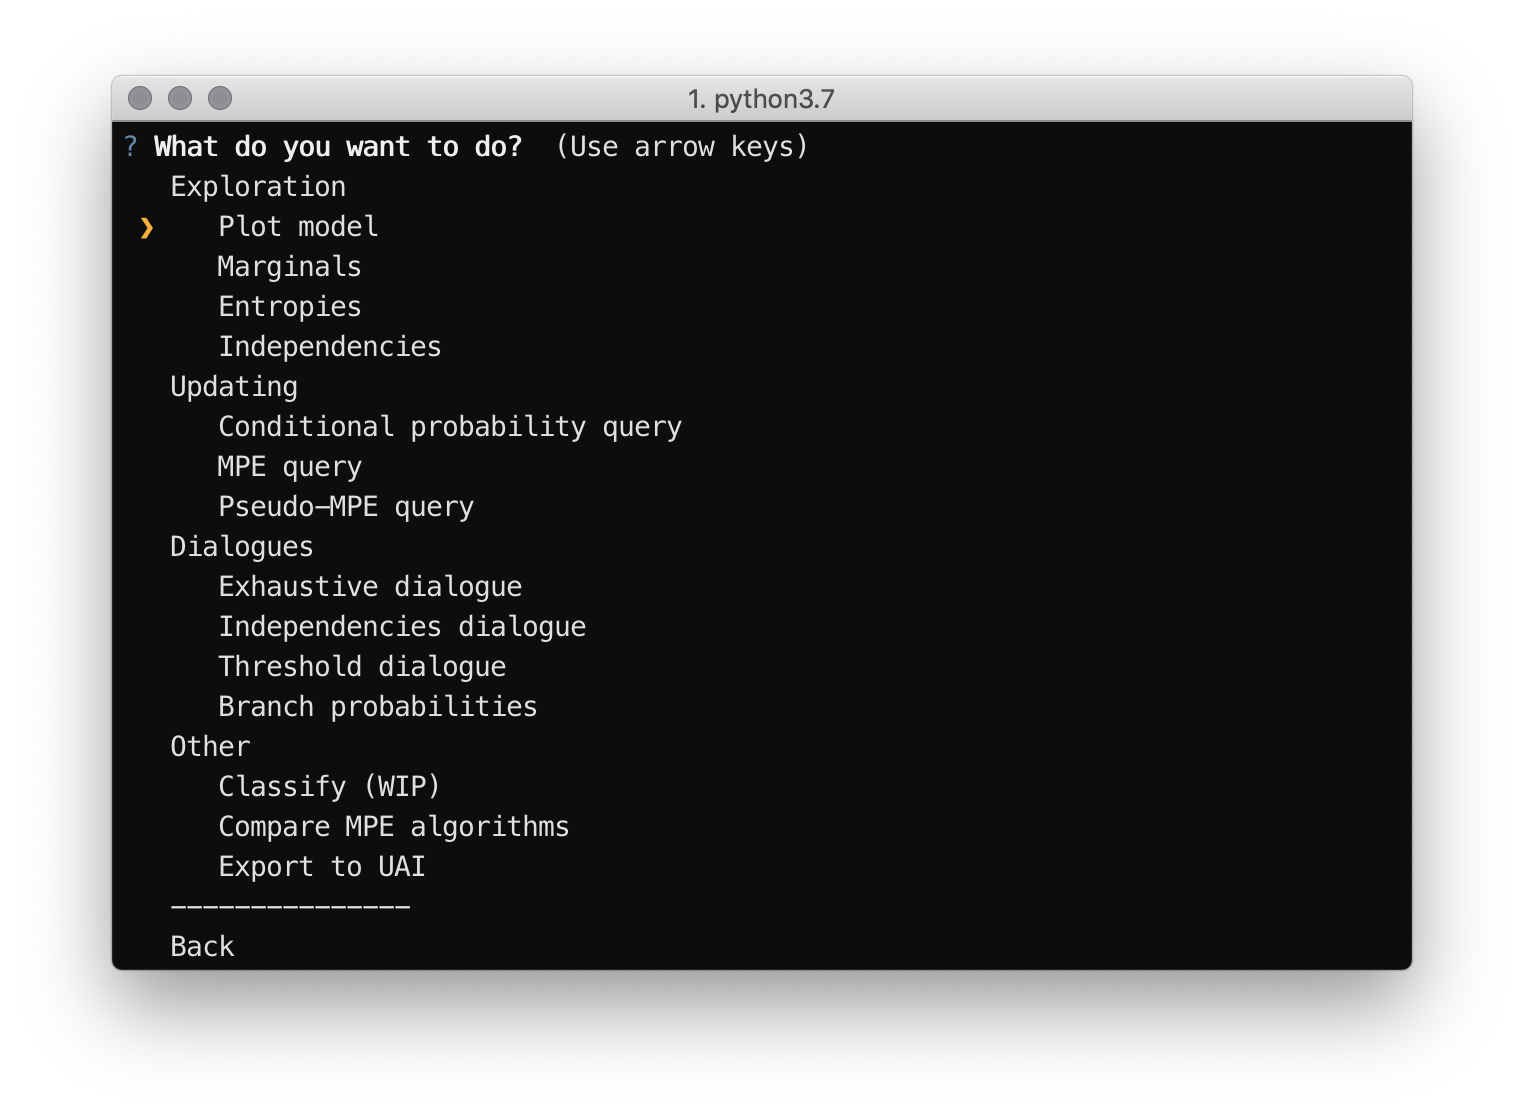 1. python3.7
? What do you want to do?  (Use arrow keys)
Exploration
❯ Plot model
Marginals
Entropies
Independencies
Updating
Conditional probability query
MPE query
Pseudo-MPE query
Dialogues
Exhaustive dialogue
Independencies dialogue
Threshold dialogue
Branch probabilities
Other
Classify (WIP)
Compare MPE algorithms
Export to UAI
---------------
Back